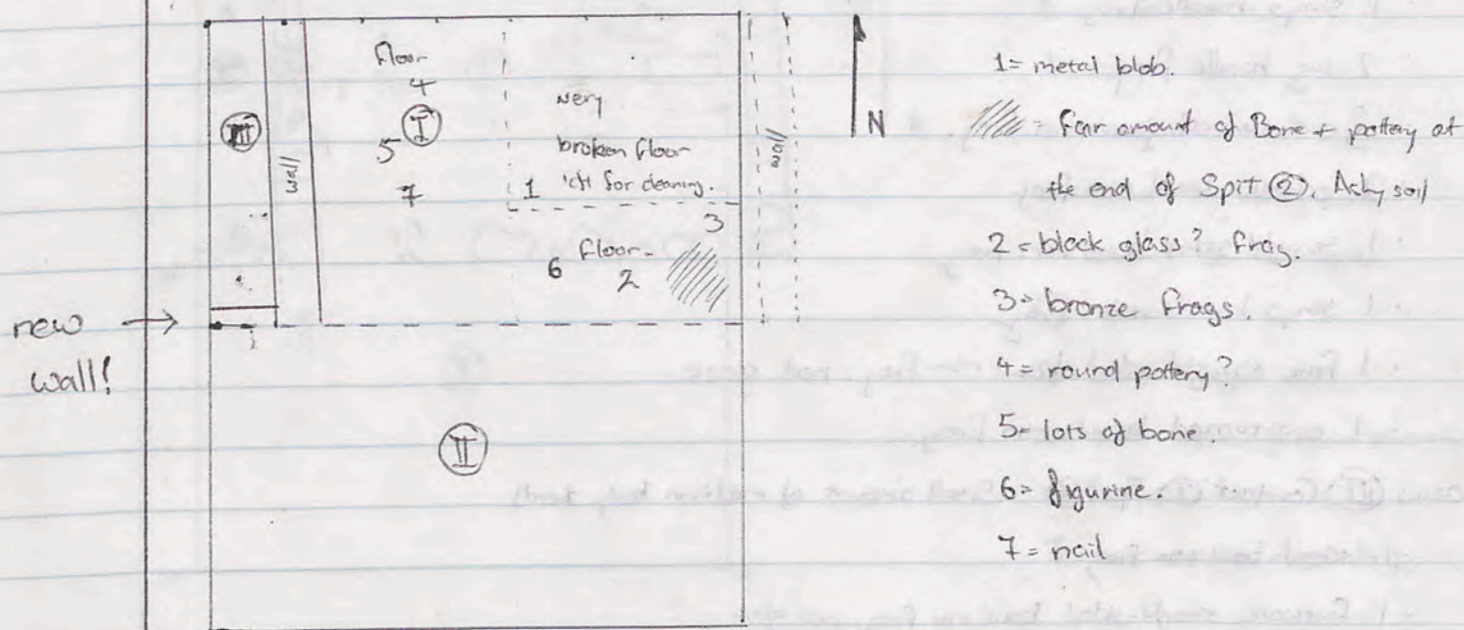 floor
4
I
5
7
III
wall
very
broken floor
left for cleaning.
1
3
floor.
6
2
wall
N
new
wall!
II
1 = metal blob.
= Fair amount of Bone + pottery at
the end of Spit ②. Ashy soil
2 = black glass? frag.
3 = bronze frags.
4 = round pottery?
5 = lots of bone.
6 = figurine.
7 = nail